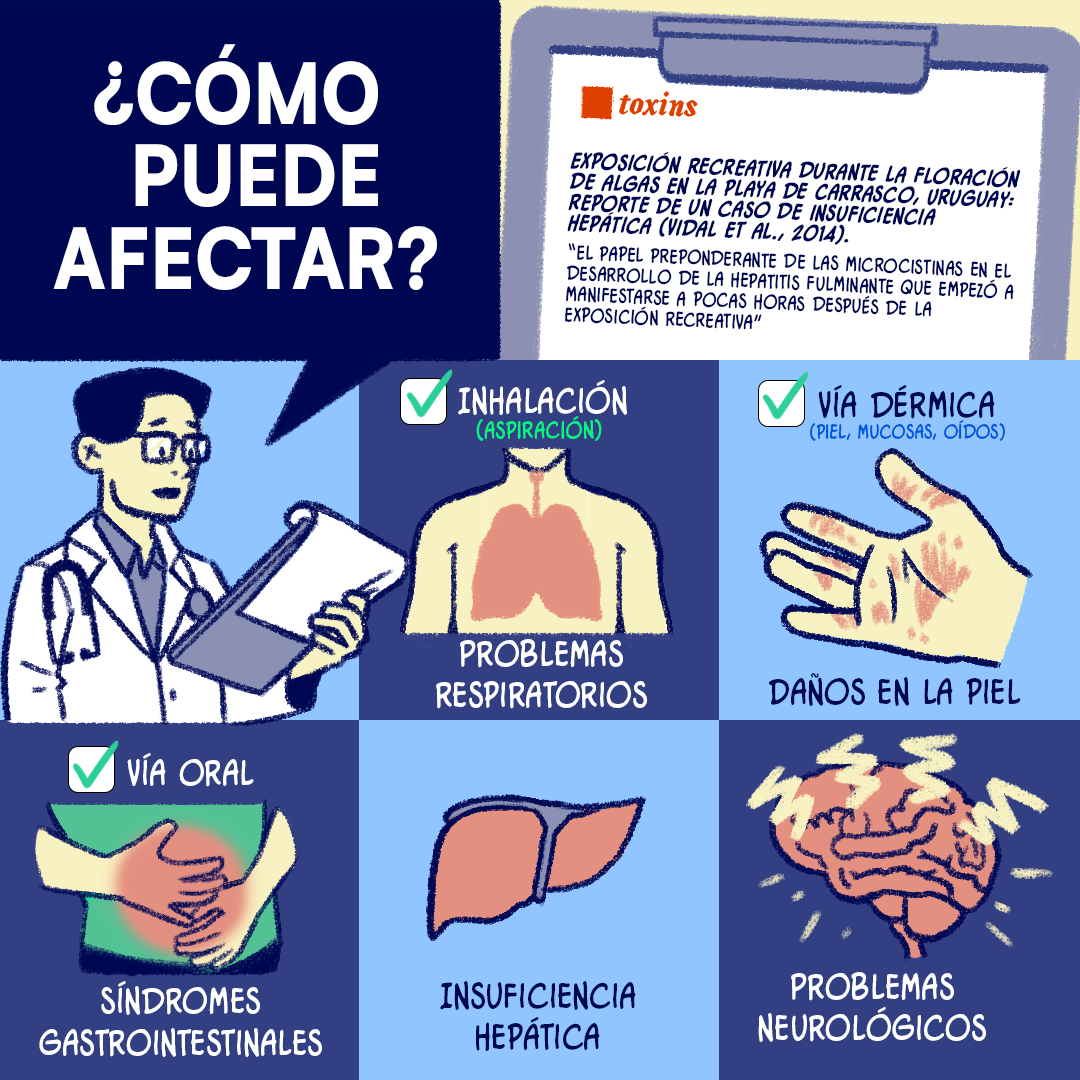 ¿CÓMO
PUEDE
AFECTAR?
toxins
EXPOSICIÓN RECREATIVA DURANTE LA FLORACIÓN
DE ALGAS EN LA PLAYA DE CARRASCO, URUGUAY:
REPORTE DE UN CASO DE INSUFICIENCIA
HEPÁTICA (VIDAL ET AL., 2014).
"EL PAPEL PREPONDERANTE DE LAS MICROCISTINAS EN EL
DESARROLLO DE LA HEPATITIS FULMINANTE QUE EMPEZÓ A
MANIFESTARSE A POCAS HORAS DESPUÉS DE LA
EXPOSICIÓN RECREATIVA"
INHALACIÓN
(ASPIRACIÓN)
PROBLEMAS
RESPIRATORIOS
VÍA DÉRMICA
(PIEL, MUCOSAS, OÍDOS)
DAÑOS EN LA PIEL
VÍA ORAL
SÍNDROMES
GASTROINTESTINALES
INSUFICIENCIA
HEPÁTICA
PROBLEMAS
NEUROLÓGICOS